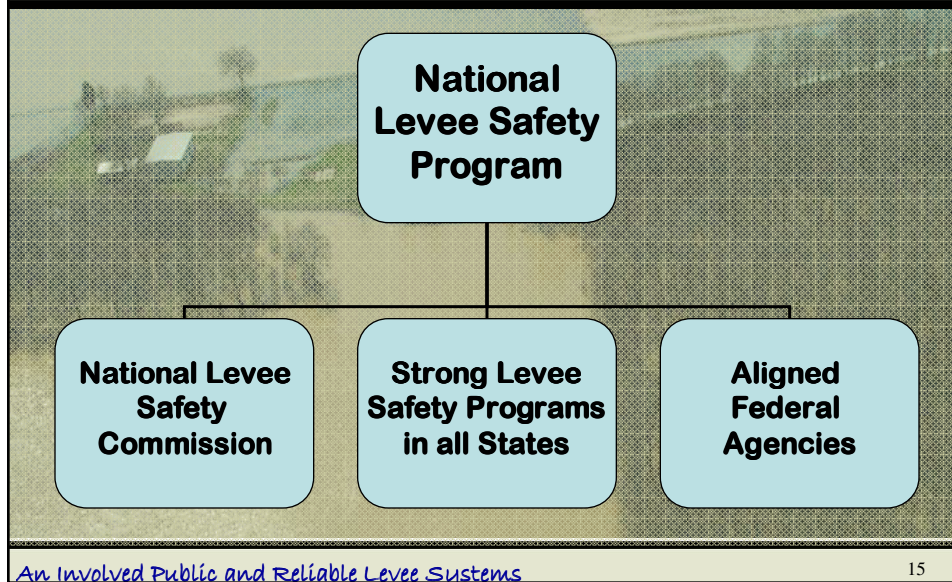 National
Levee Safety
Program
National Levee
Safety
Commission
Strong Levee
Safety Programs
in all States
Aligned
Federal
Agencies
An Involved Public and Reliable Levee Systems
15